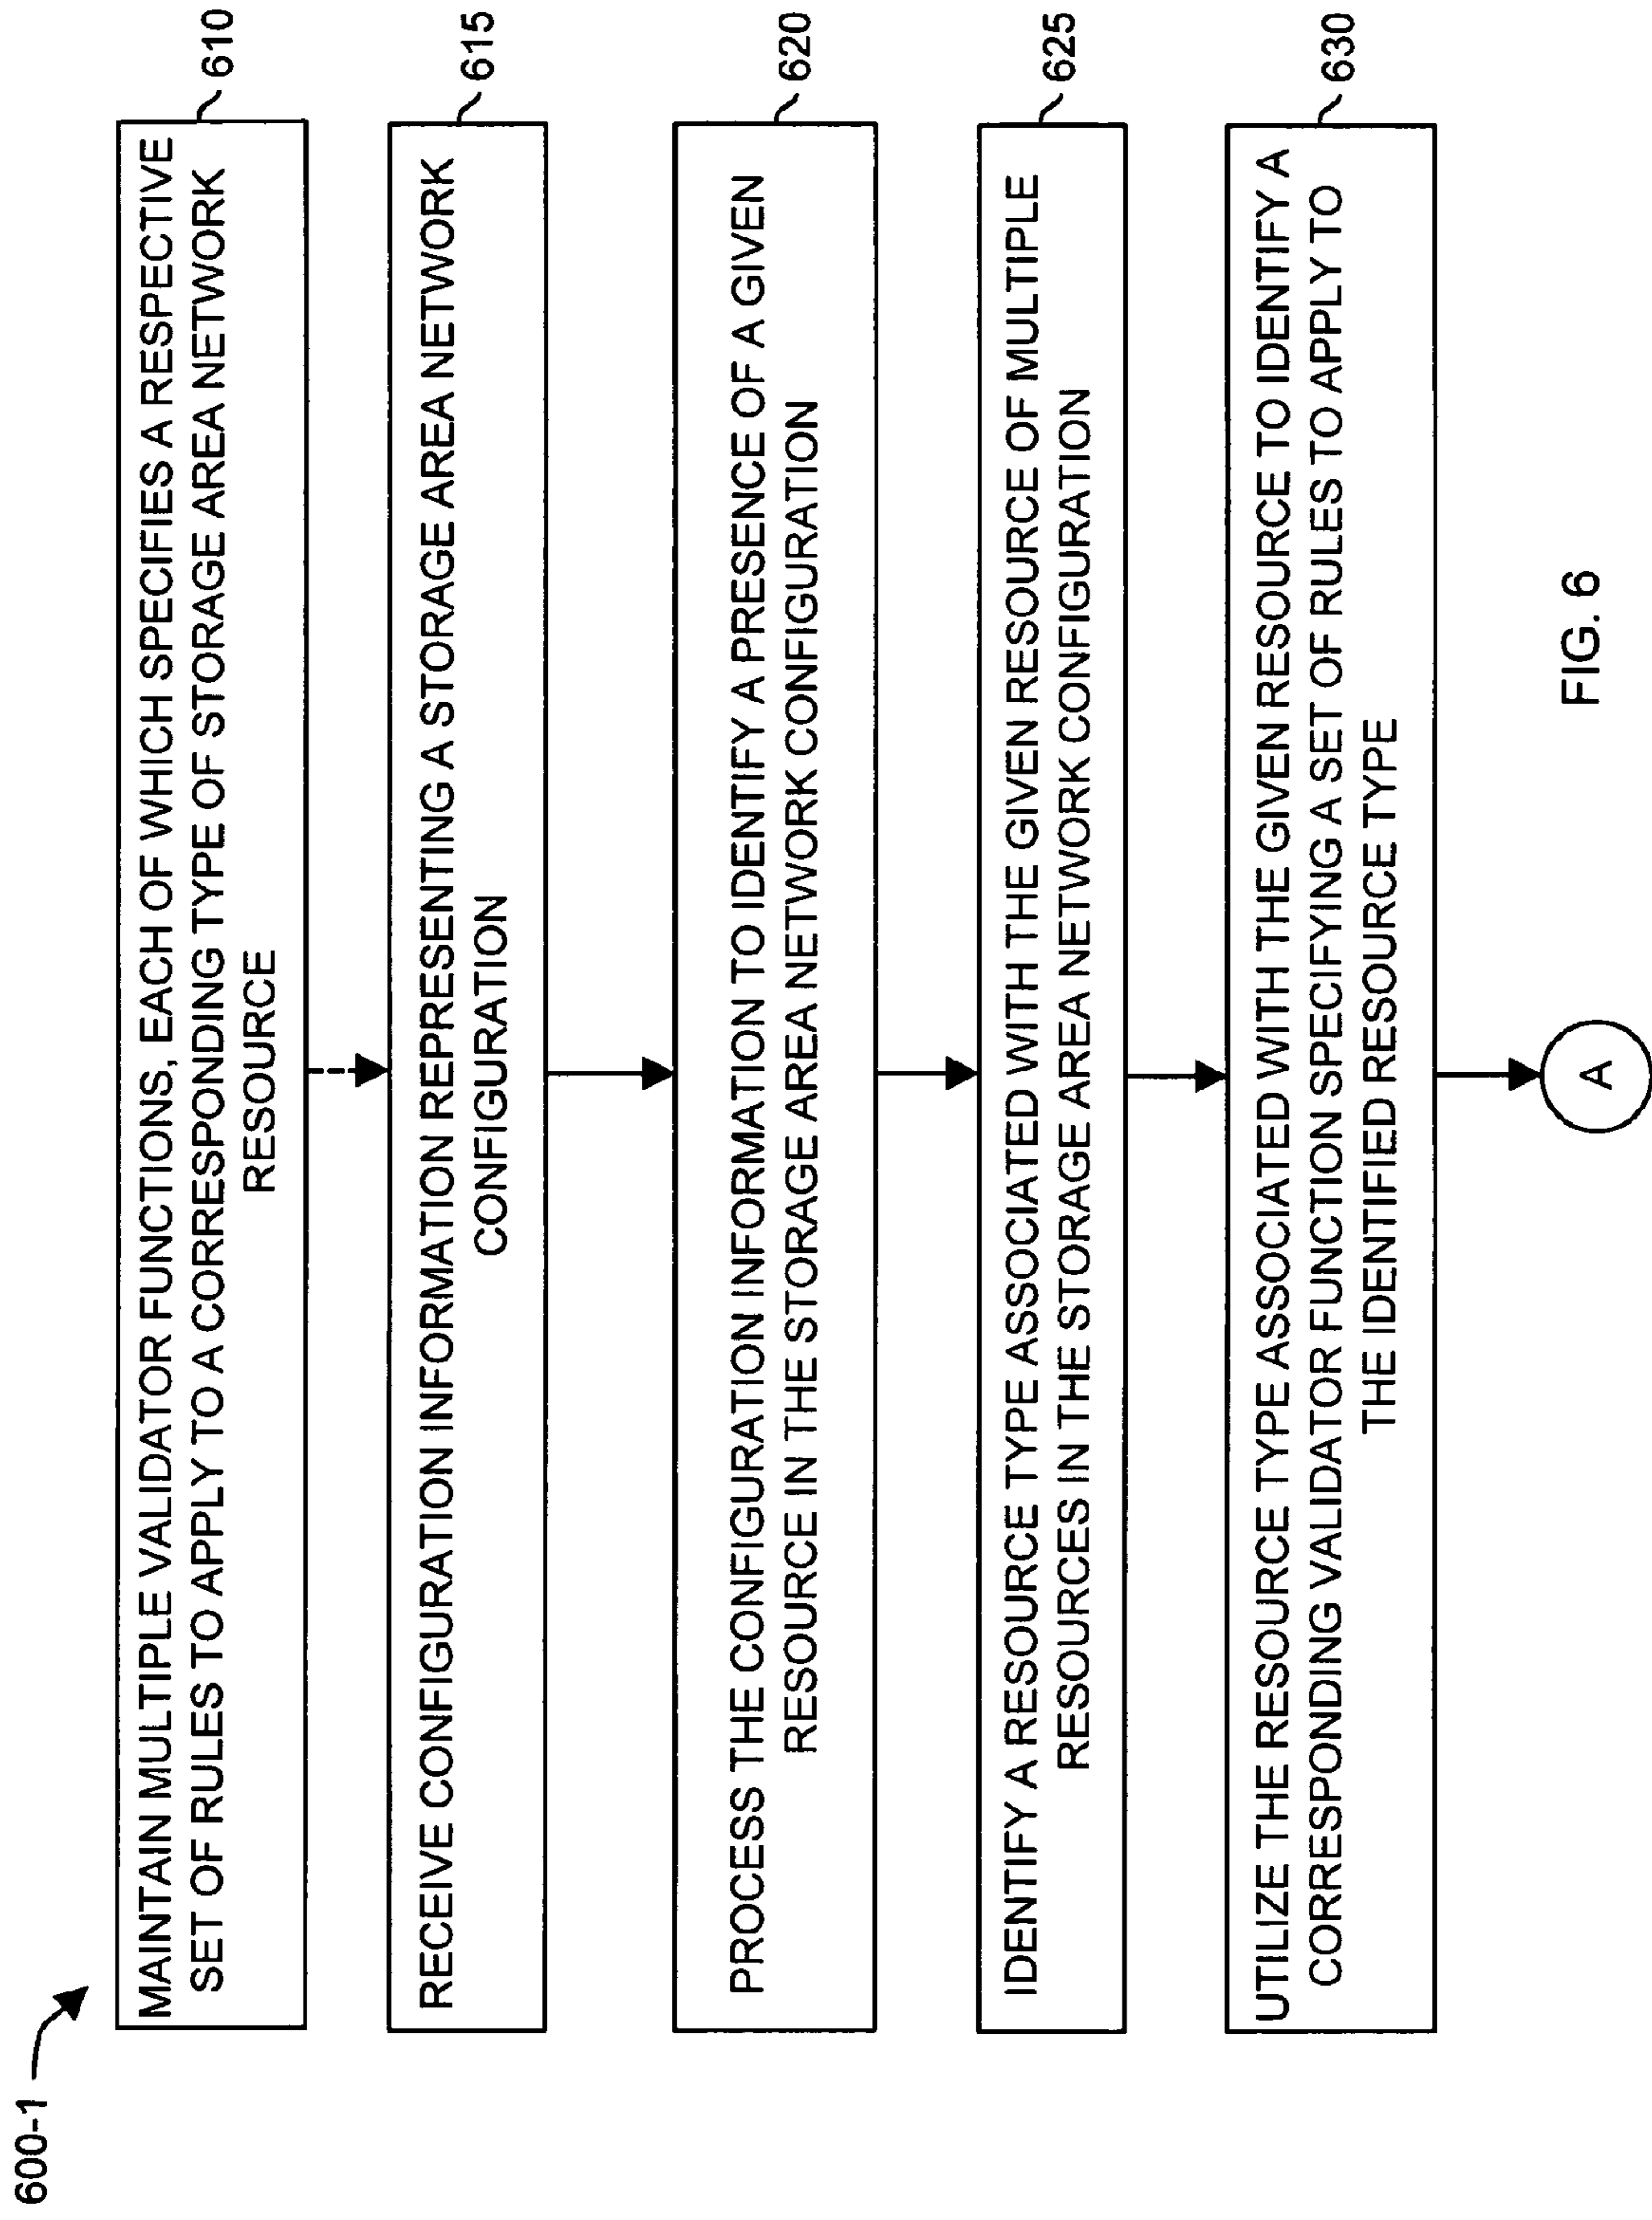 600-1
MAINTAIN MULTIPLE VALIDATOR FUNCTIONS, EACH OF WHICH SPECIFIES A RESPECTIVE
SET OF RULES TO APPLY TO A CORRESPONDING TYPE OF STORAGE AREA NETWORK
RESOURCE
610
RECEIVE CONFIGURATION INFORMATION REPRESENTING A STORAGE AREA NETWORK
CONFIGURATION
615
PROCESS THE CONFIGURATION INFORMATION TO IDENTIFY A PRESENCE OF A GIVEN
RESOURCE IN THE STORAGE AREA NETWORK CONFIGURATION
620
IDENTIFY A RESOURCE TYPE ASSOCIATED WITH THE GIVEN RESOURCE OF MULTIPLE
RESOURCES IN THE STORAGE AREA NETWORK CONFIGURATION
625
UTILIZE THE RESOURCE TYPE ASSOCIATED WITH THE GIVEN RESOURCE TO IDENTIFY A
CORRESPONDING VALIDATOR FUNCTION SPECIFYING A SET OF RULES TO APPLY TO
THE IDENTIFIED RESOURCE TYPE
630
A
FIG. 6